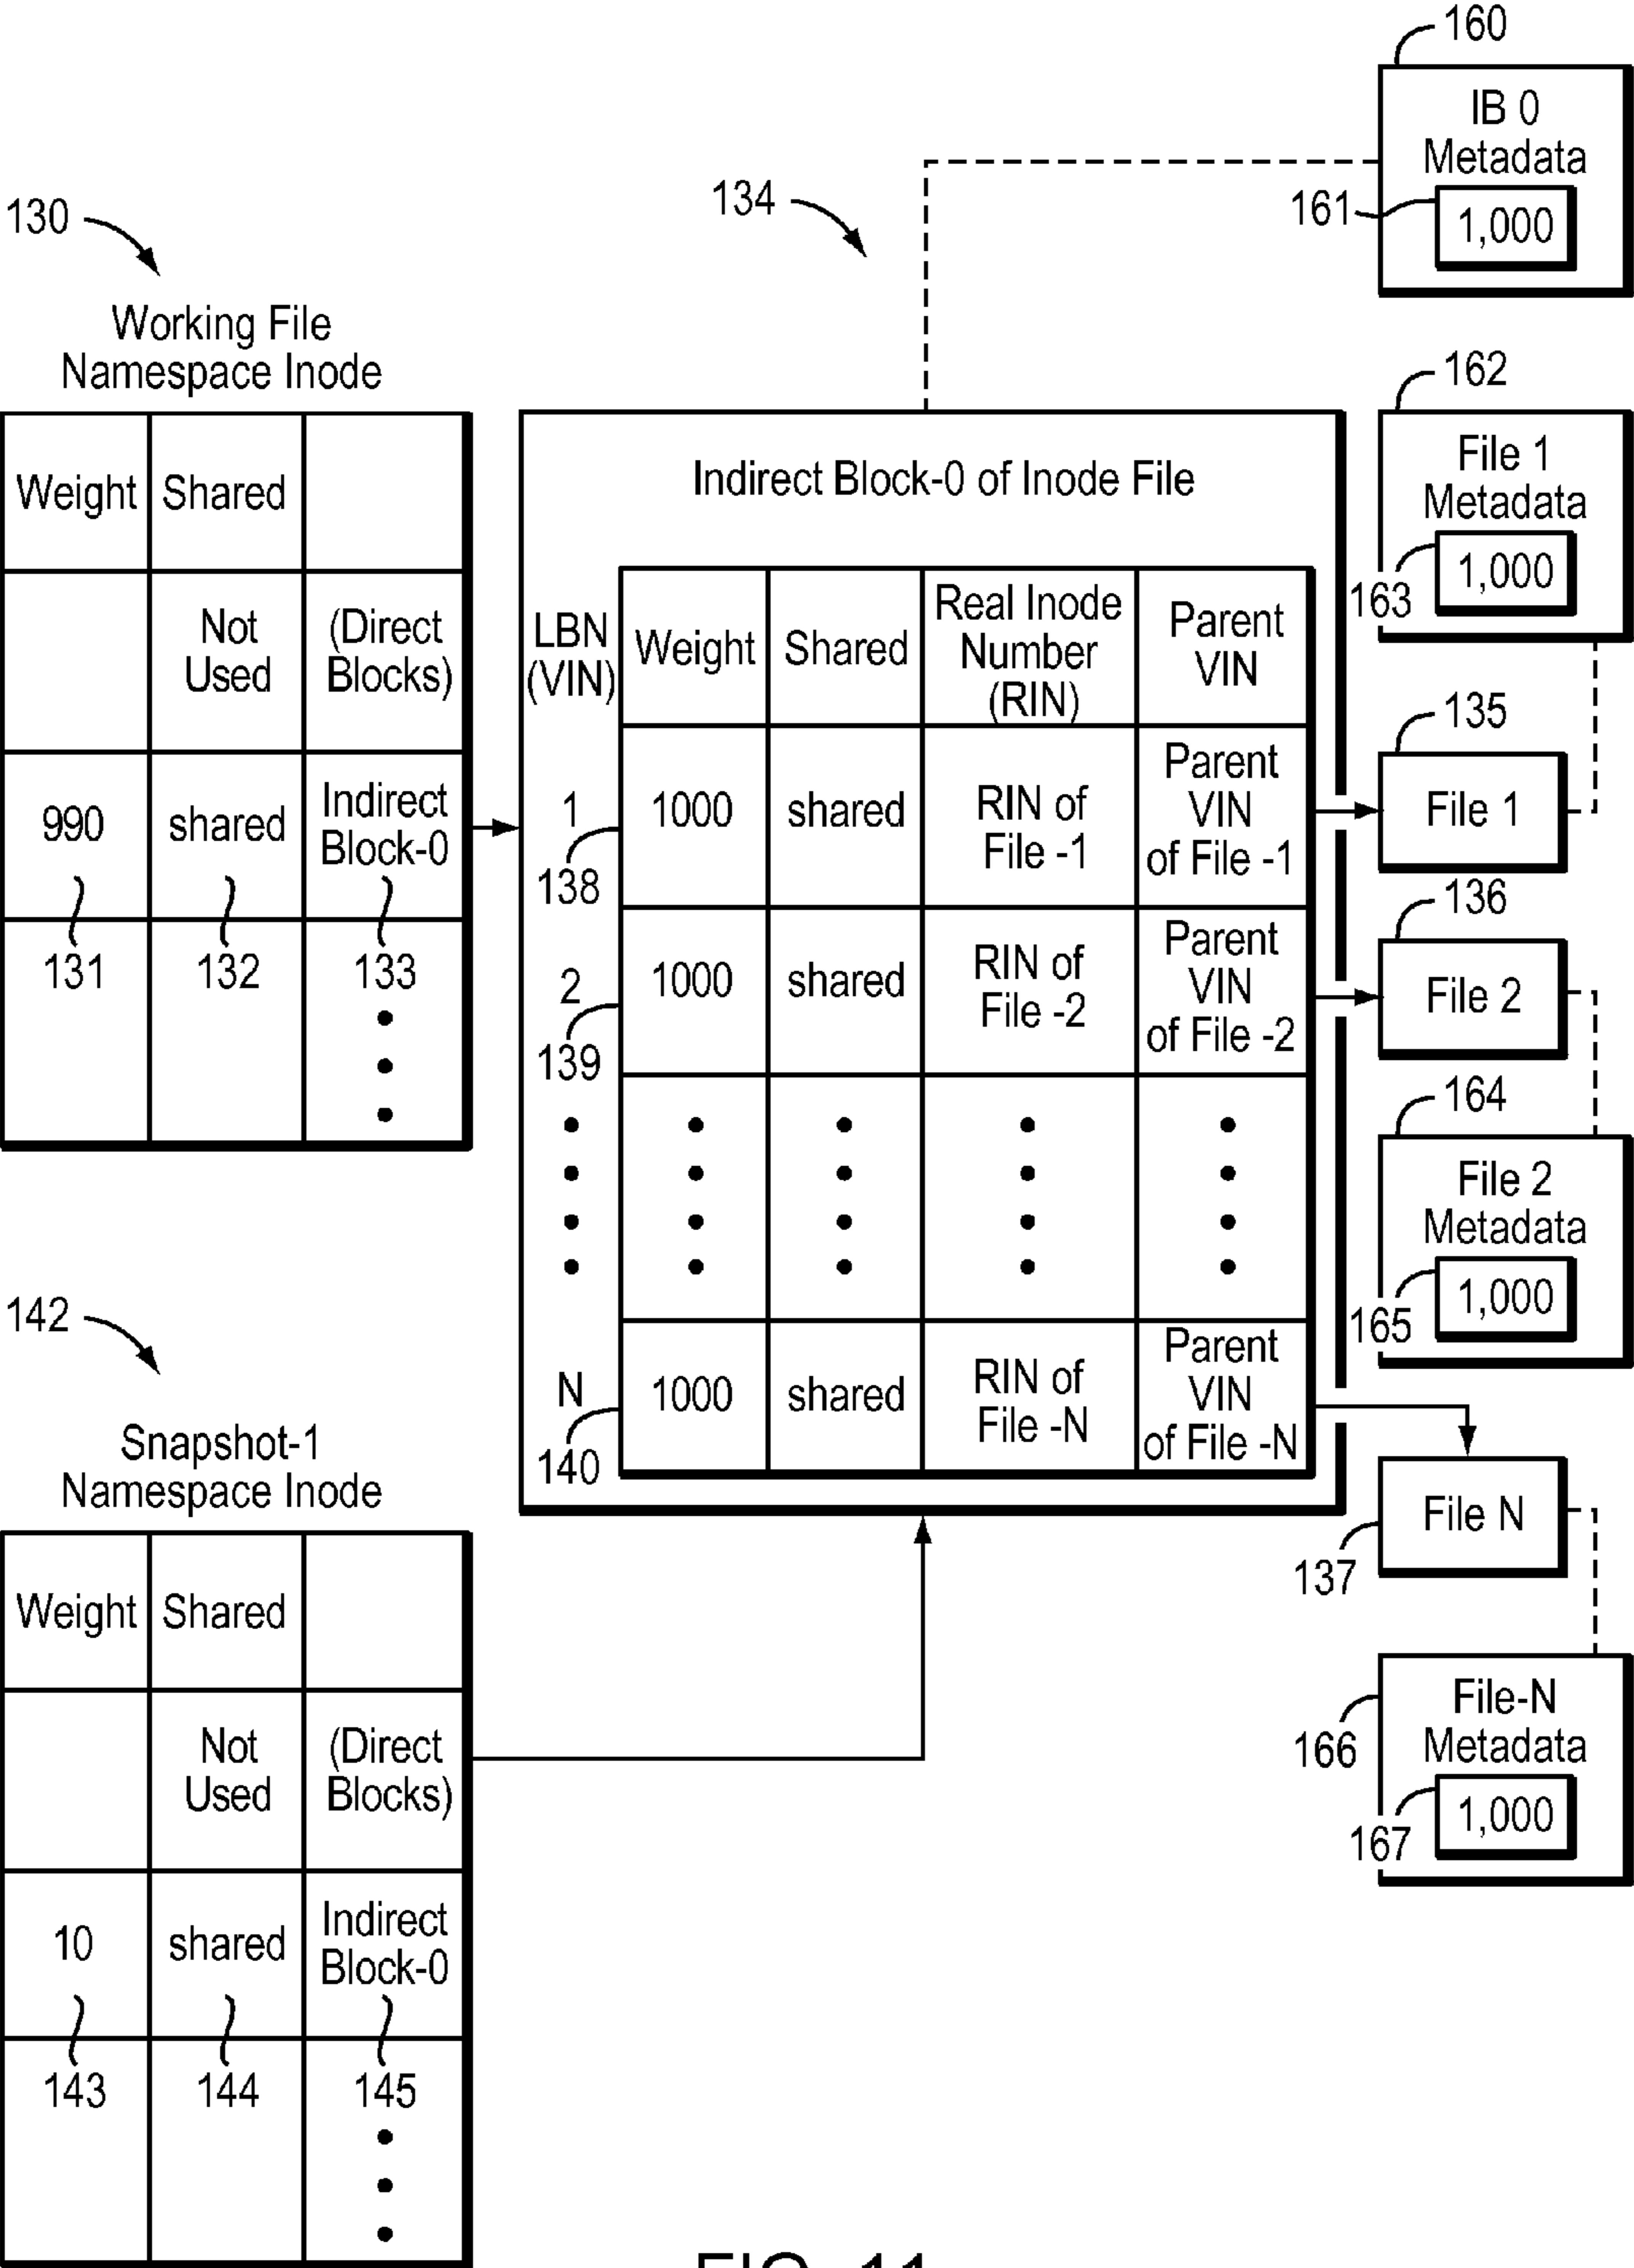 160
IB 0
Metadata
161
1,000
134
130
Working File
Namespace Inode
Weight
Shared
Not
Used
(Direct
Blocks)
990
shared
Indirect
Block-0
131
132
133
Indirect Block-0 of Inode File
LBN
(VIN)
Weight
Shared
Real Inode
Number
(RIN)
Parent
VIN
1
138
1000
shared
RIN of
File -1
Parent
VIN
of File -1
2
139
1000
shared
RIN of
File -2
Parent
VIN
of File -2
N
140
1000
shared
RIN of
File -N
Parent
VIN
of File -N
162
File 1
Metadata
163
1,000
135
File 1
136
File 2
164
File 2
Metadata
165
1,000
File N
137
File-N
Metadata
166
167
1,000
142
Snapshot-1
Namespace Inode
Weight
Shared
Not
Used
(Direct
Blocks)
10
shared
Indirect
Block-0
143
144
145
FIG. 11